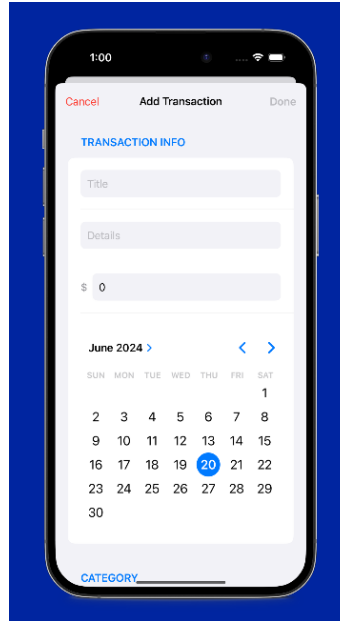 1:00
Cancel Add Transaction Done
TRANSACTION INFO
Title
Details
$ 0
June 2024 >
SUN MON TUE WED THU FRI SAT
1
2 3 4 5 6 7 8
9 10 11 12 13 14 15
16 17 18 19 20 21 22
23 24 25 26 27 28 29
30
CATEGORY